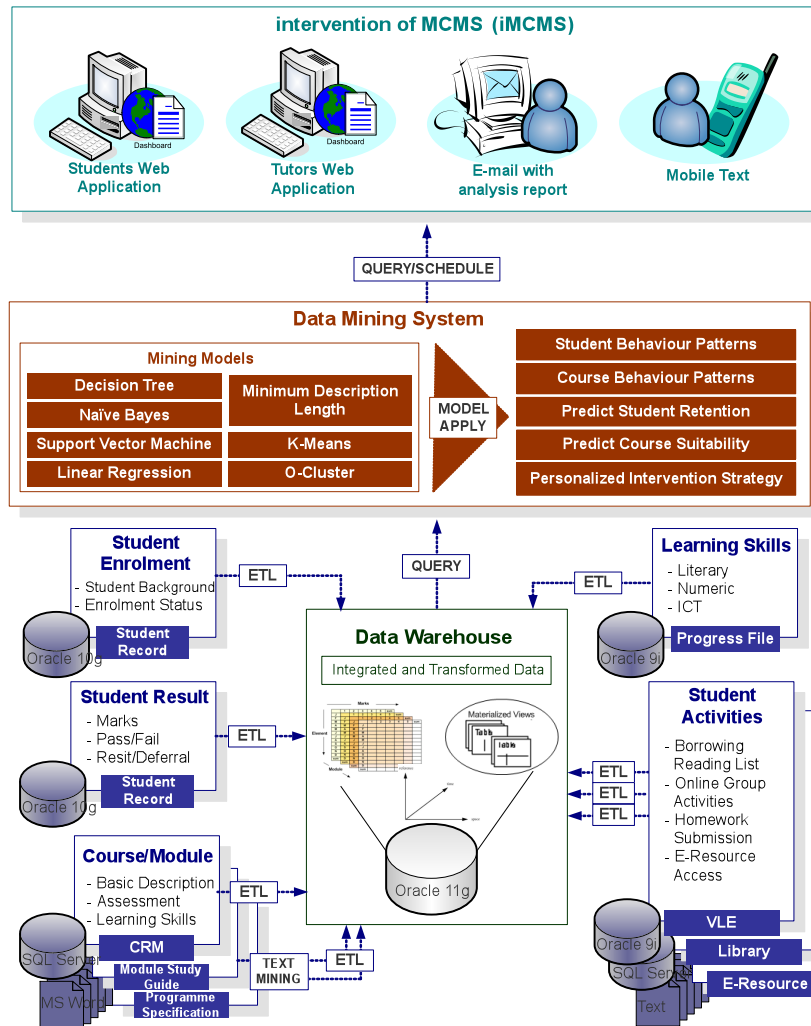 intervention of MCMS (iMCMS)
Dashboard
Students Web
Application
Dashboard
Tutors Web
Application
E-mail with
analysis report
Mobile Text
QUERY/SCHEDULE
Data Mining System
Mining Models
Decision Tree
Naïve Bayes
Support Vector Machine
Linear Regression
Minimum Description
Length
K-Means
O-Cluster
MODEL
APPLY
Student Behaviour Patterns
Course Behaviour Patterns
Predict Student Retention
Predict Course Suitability
Personalized Intervention Strategy
QUERY
Student
Enrolment
- Student Background
- Enrolment Status
Student
Record
Oracle 10g
ETL
Student Result
- Marks
- Pass/Fail
- Resit/Deferral
Student
Record
Oracle 10g
ETL
Course/Module
- Basic Description
- Assessment
- Learning Skills
CRM
SQL Server
Module Study
Guide
MS Word
Programme
Specification
ETL
TEXT
MINING
ETL
Data Warehouse
Integrated and Transformed Data
Marks
Element
Module
Materialized Views
Table
Table
Oracle 11g
Learning Skills
- Literary
- Numeric
- ICT
Progress File
Oracle 9i
ETL
Student
Activities
- Borrowing
Reading List
- Online Group
Activities
- Homework
Submission
- E-Resource
Access
VLE
Oracle 9i
Library
SQL Server
E-Resource
Text
ETL
ETL
ETL